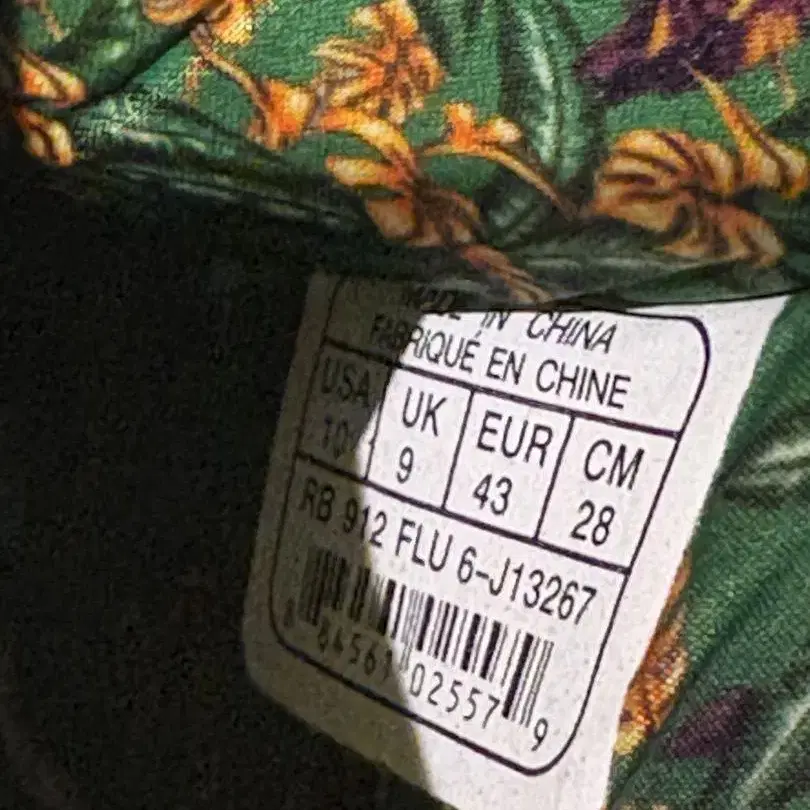 MADE IN CHINA
FABRIQUÉ EN CHINE
USA UK EUR CM
9 43 28
RB 912 FLU 6-J13267
84561 02557 9